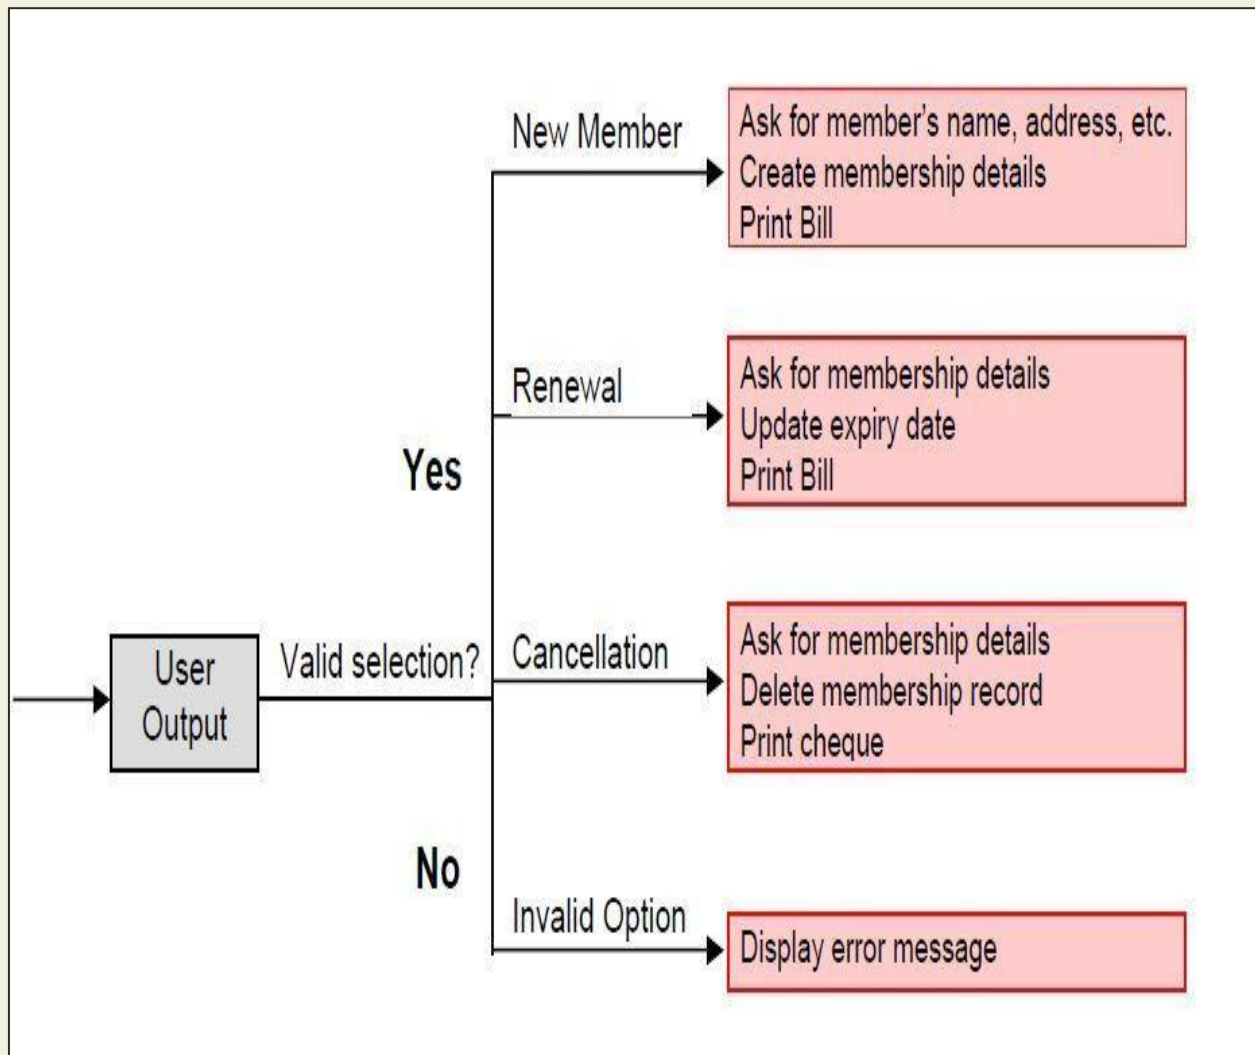 New Member
Ask for member's name, address, etc.
Create membership details
Print Bill
Renewal
Ask for membership details
Update expiry date
Print Bill
Yes
User
Output
Valid selection?
Cancellation
Ask for membership details
Delete membership record
Print cheque
No
Invalid Option
Display error message